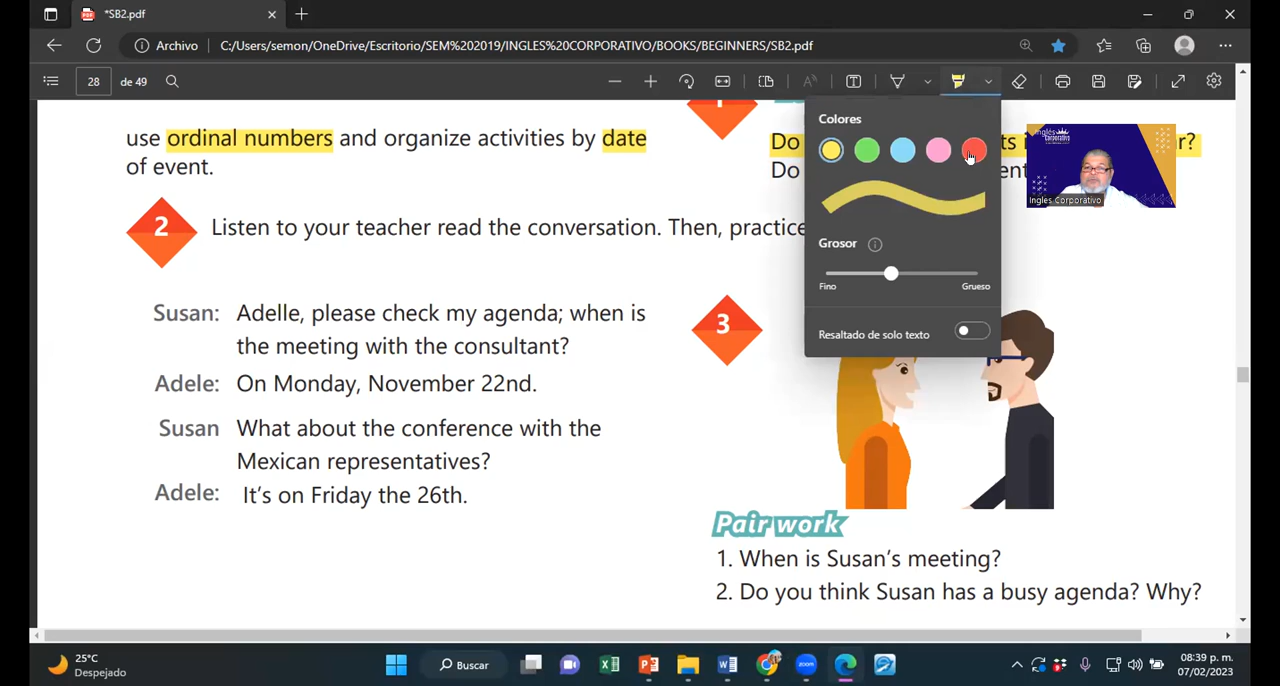 *SB2.pdf
Archivo
C:/Users/semon/OneDrive/Escritorio/SEM%202019/INGLES%20CORPORATIVO/BOOKS/BEGINNERS/SB2.pdf
28
de 49
use ordinal numbers and organize activities by date
of event.
1
Do
r?
Do
Colores
Grosor
Fino
Grueso
Resaltado de solo texto
Inglés
Corporativo
Ingles Corporativo
2
Listen to your teacher read the conversation. Then, practice
Susan: Adelle, please check my agenda; when is
the meeting with the consultant?
Adele: On Monday, November 22nd.
Susan What about the conference with the
Mexican representatives?
Adele: It's on Friday the 26th.
3
Pair work
1. When is Susan's meeting?
2. Do you think Susan has a busy agenda? Why?
25°C
Despejado
Buscar
zoom
08:39 p. m.
07/02/2023